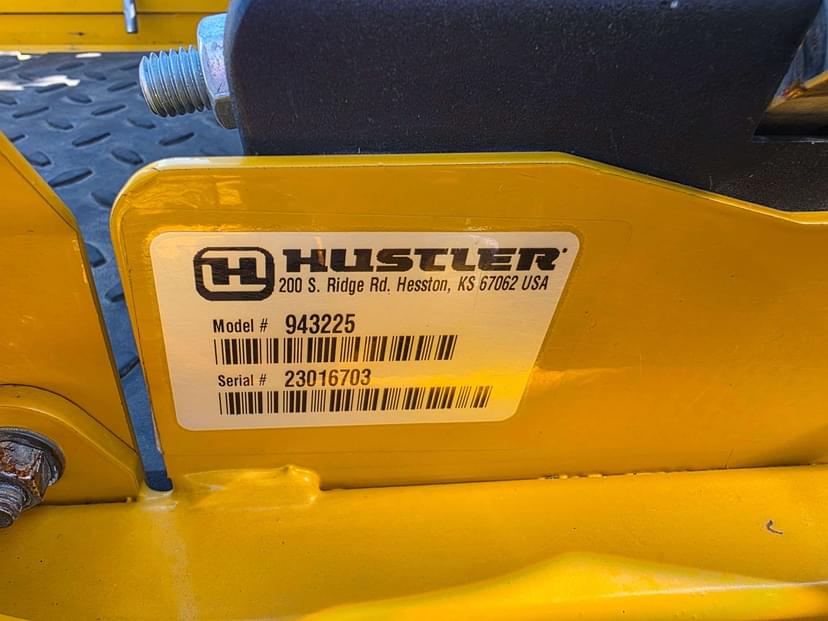 H HUSTLER
200 S. Ridge Rd. Hesston, KS 67062 USA
Model # 943225
Serial # 23016703